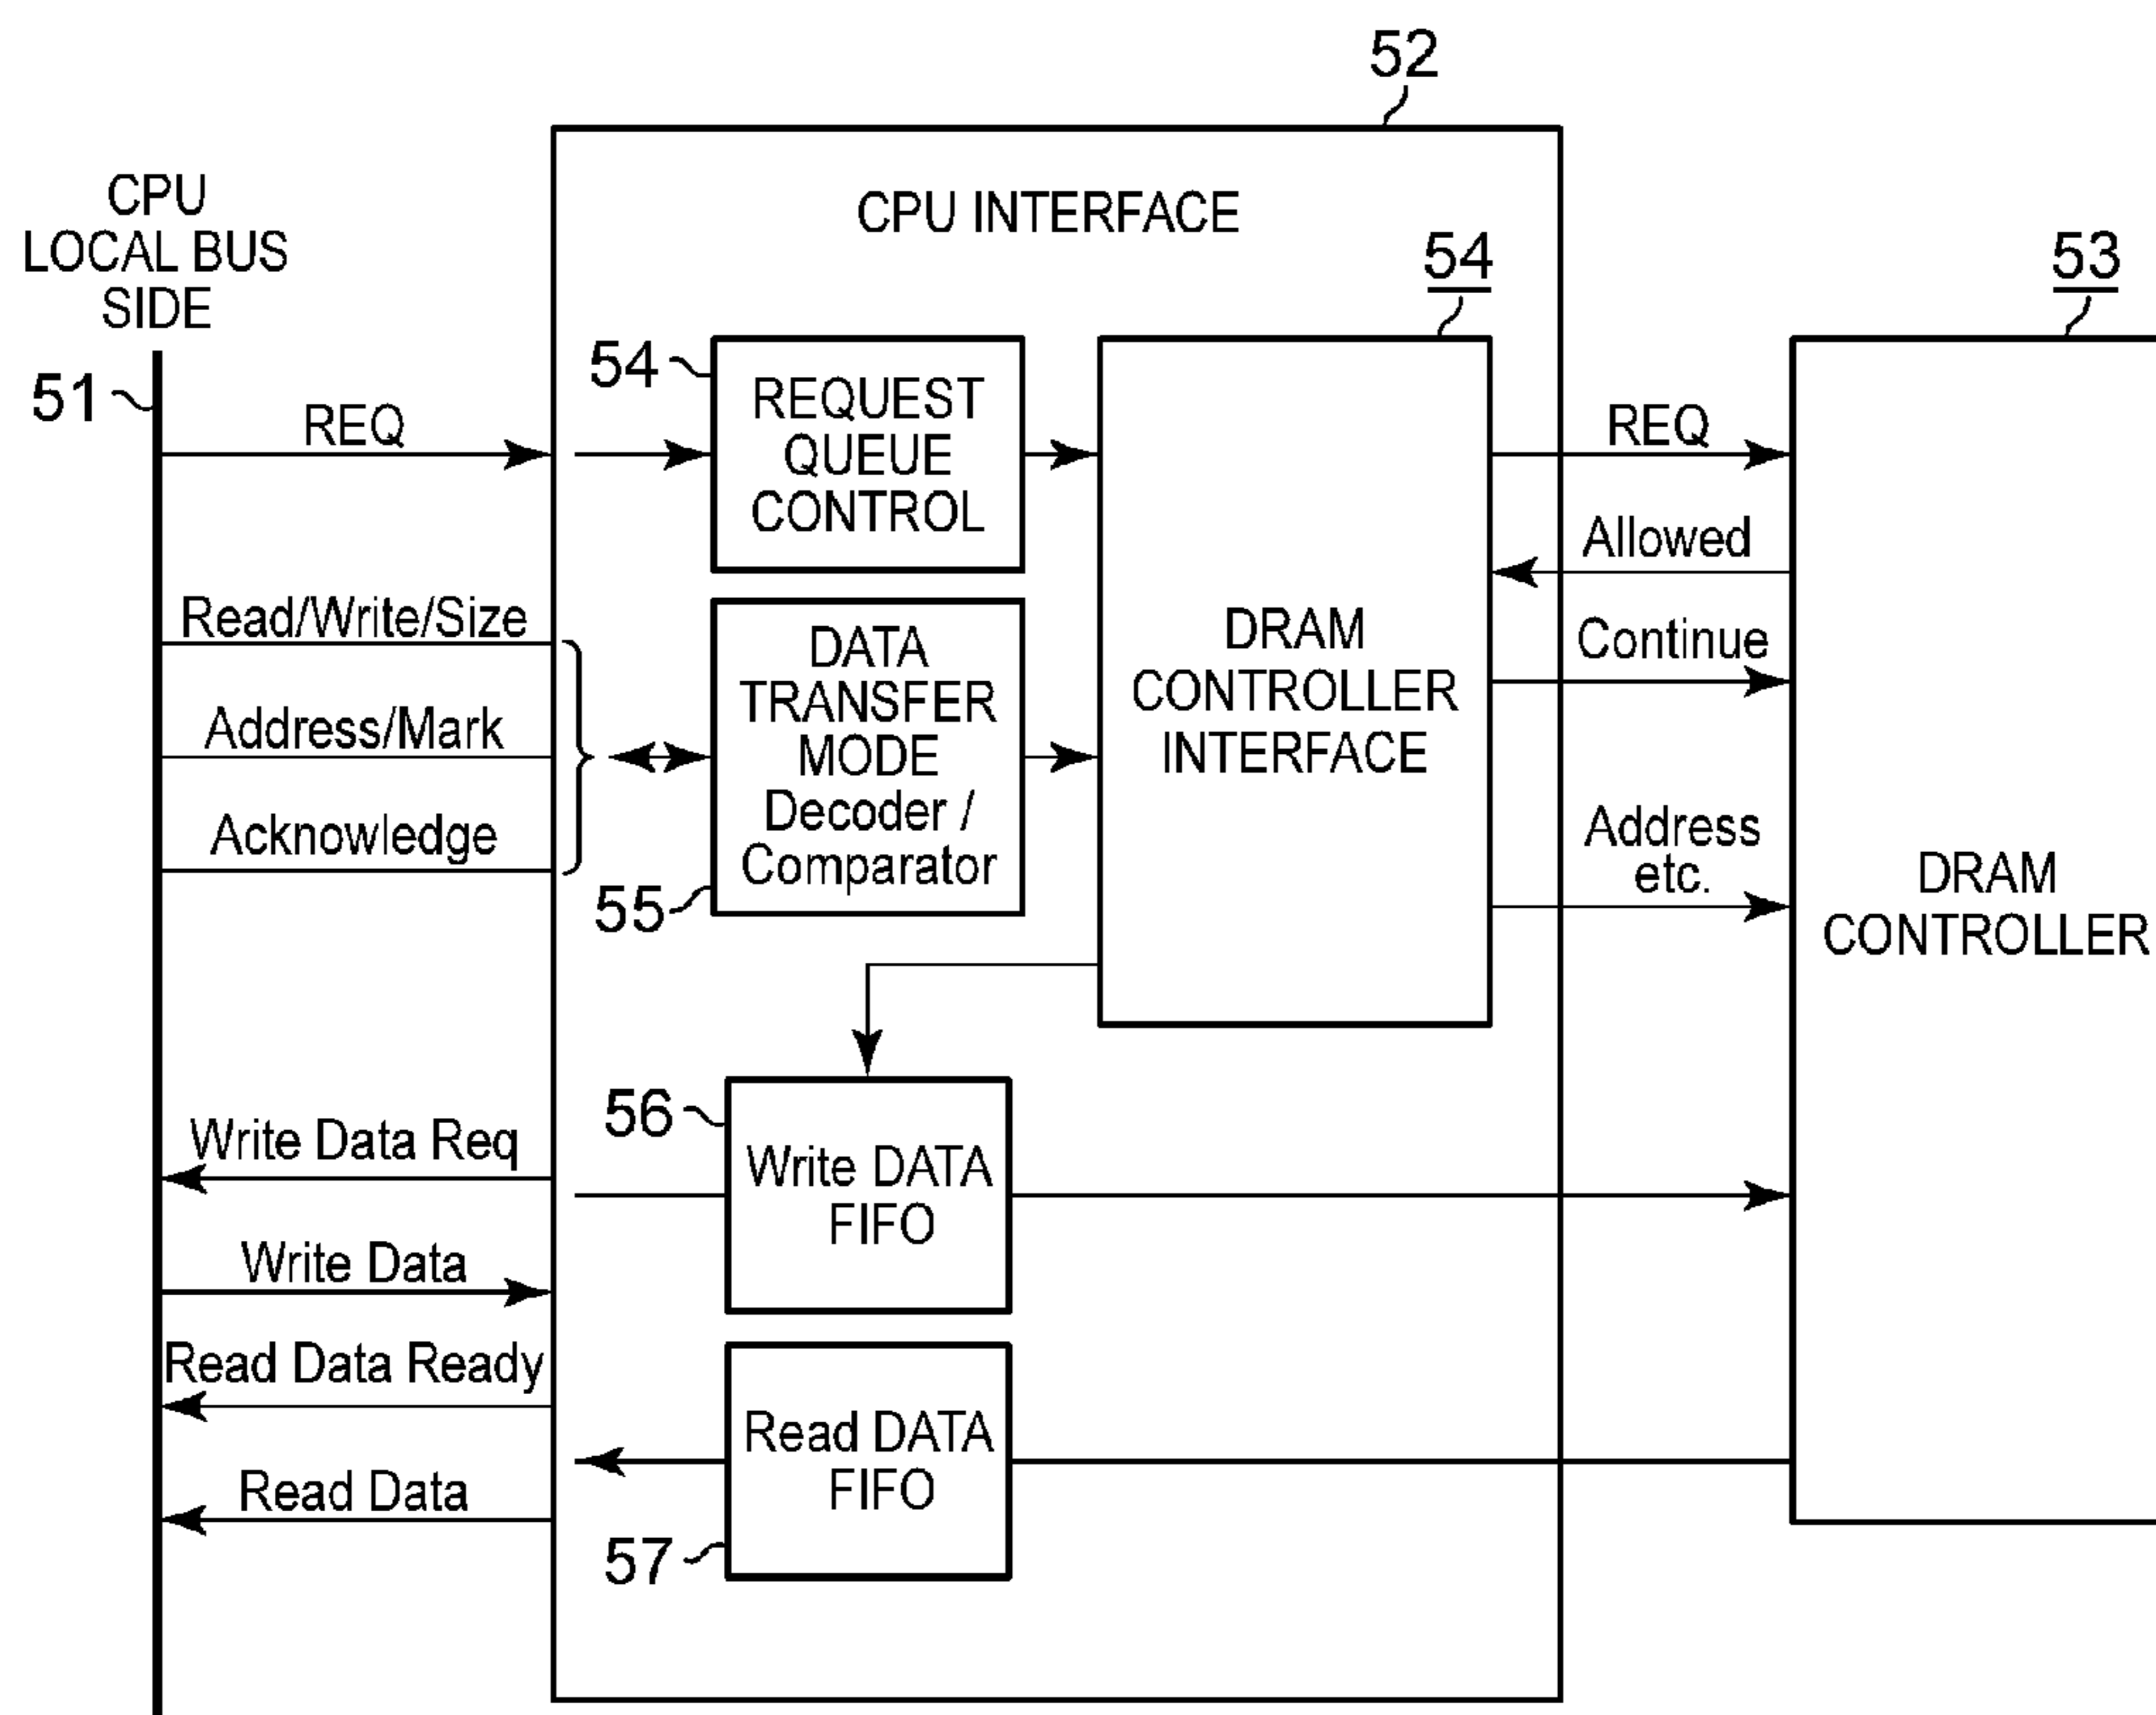 52
CPU
LOCAL BUS
SIDE
CPU INTERFACE
54
53
51
REQ
54
REQUEST
QUEUE
CONTROL
REQ
Allowed
Read/Write/Size
Address/Mark
Acknowledge
DATA
TRANSFER
MODE
Decoder /
Comparator
55
DRAM
CONTROLLER
INTERFACE
Continue
Address
etc.
DRAM
CONTROLLER
56
Write Data Req
Write DATA
FIFO
Write Data
Read Data Ready
Read DATA
FIFO
Read Data
57